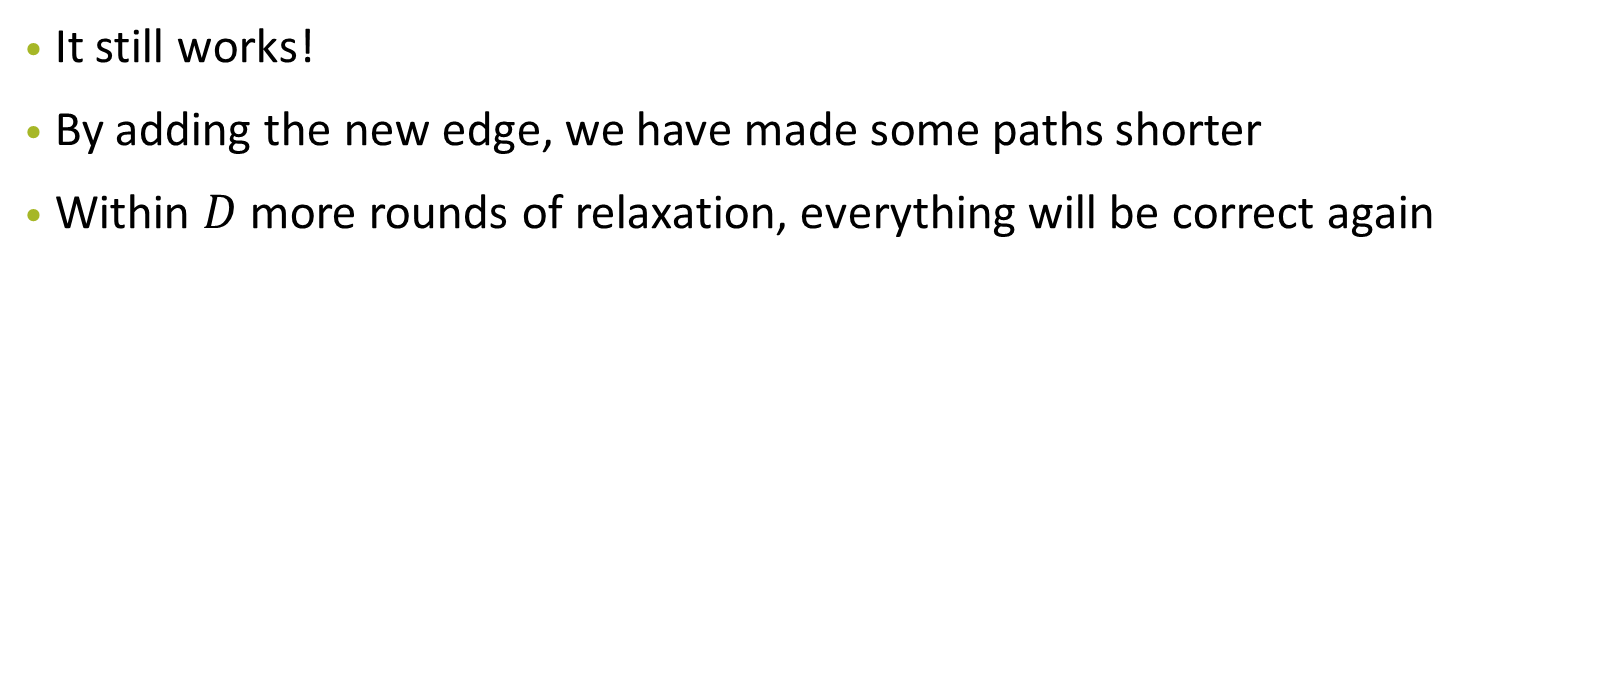 • It still works!
• By adding the new edge, we have made some paths shorter
• Within D more rounds of relaxation, everything will be correct again